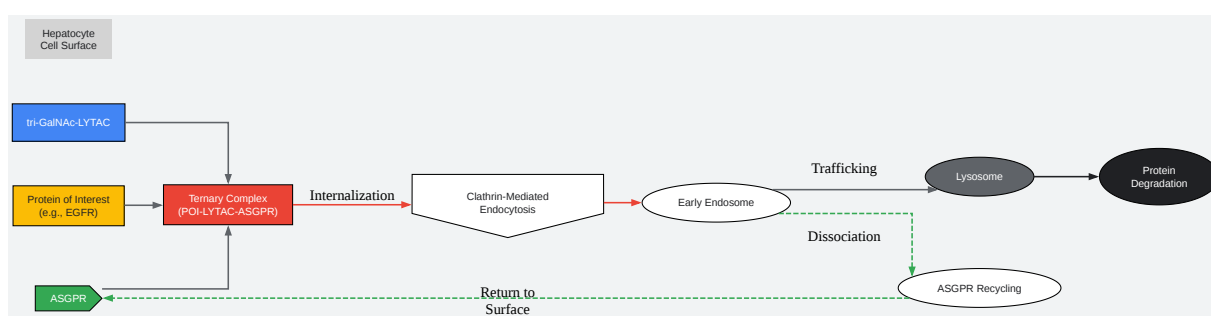 Hepatocyte
Cell Surface
tri-GalNAc-LYTAC
Protein of Interest
(e.g., EGFR)
ASGPR
Ternary Complex
(POI-LYTAC-ASGPR)
Internalization
Clathrin-Mediated
Endocytosis
Early Endosome
Trafficking
Lysosome
Protein
Degradation
Dissociation
ASGPR Recycling
Return to
Surface